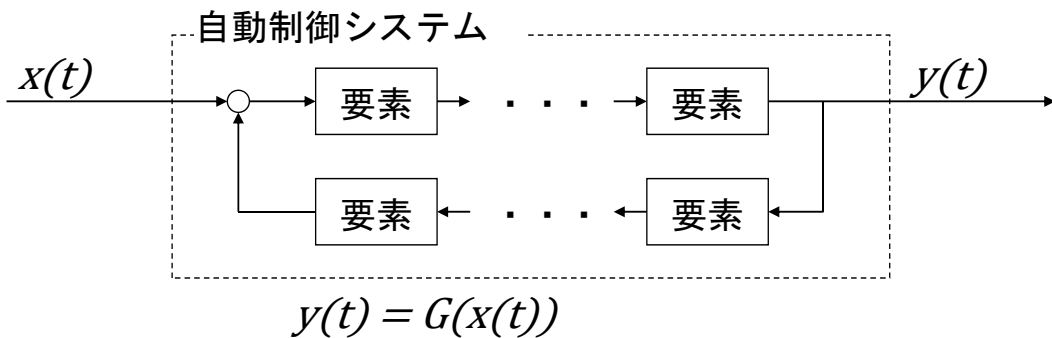 自動制御システム
x(t)
y(t)
要素 ・・・ 要素
要素 ・・・ 要素
y(t) = G(x(t))